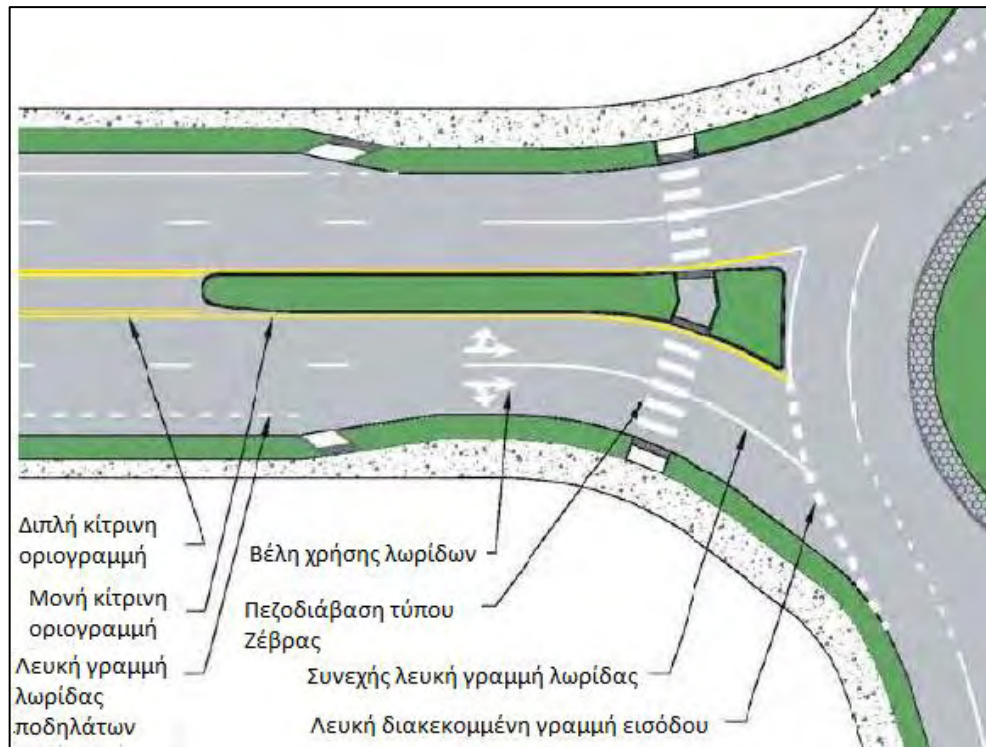 Διπλή κίτρινη
οριογραμμή
Μονή κίτρινη
οριογραμμή
Λευκή γραμμή
λωρίδας
ποδηλάτων
Βέλη χρήσης λωρίδων
Πεζοδιάβαση τύπου
Ζέβρας
Συνεχής λευκή γραμμή λωρίδας
Λευκή διακεκομμένη γραμμή εισόδου